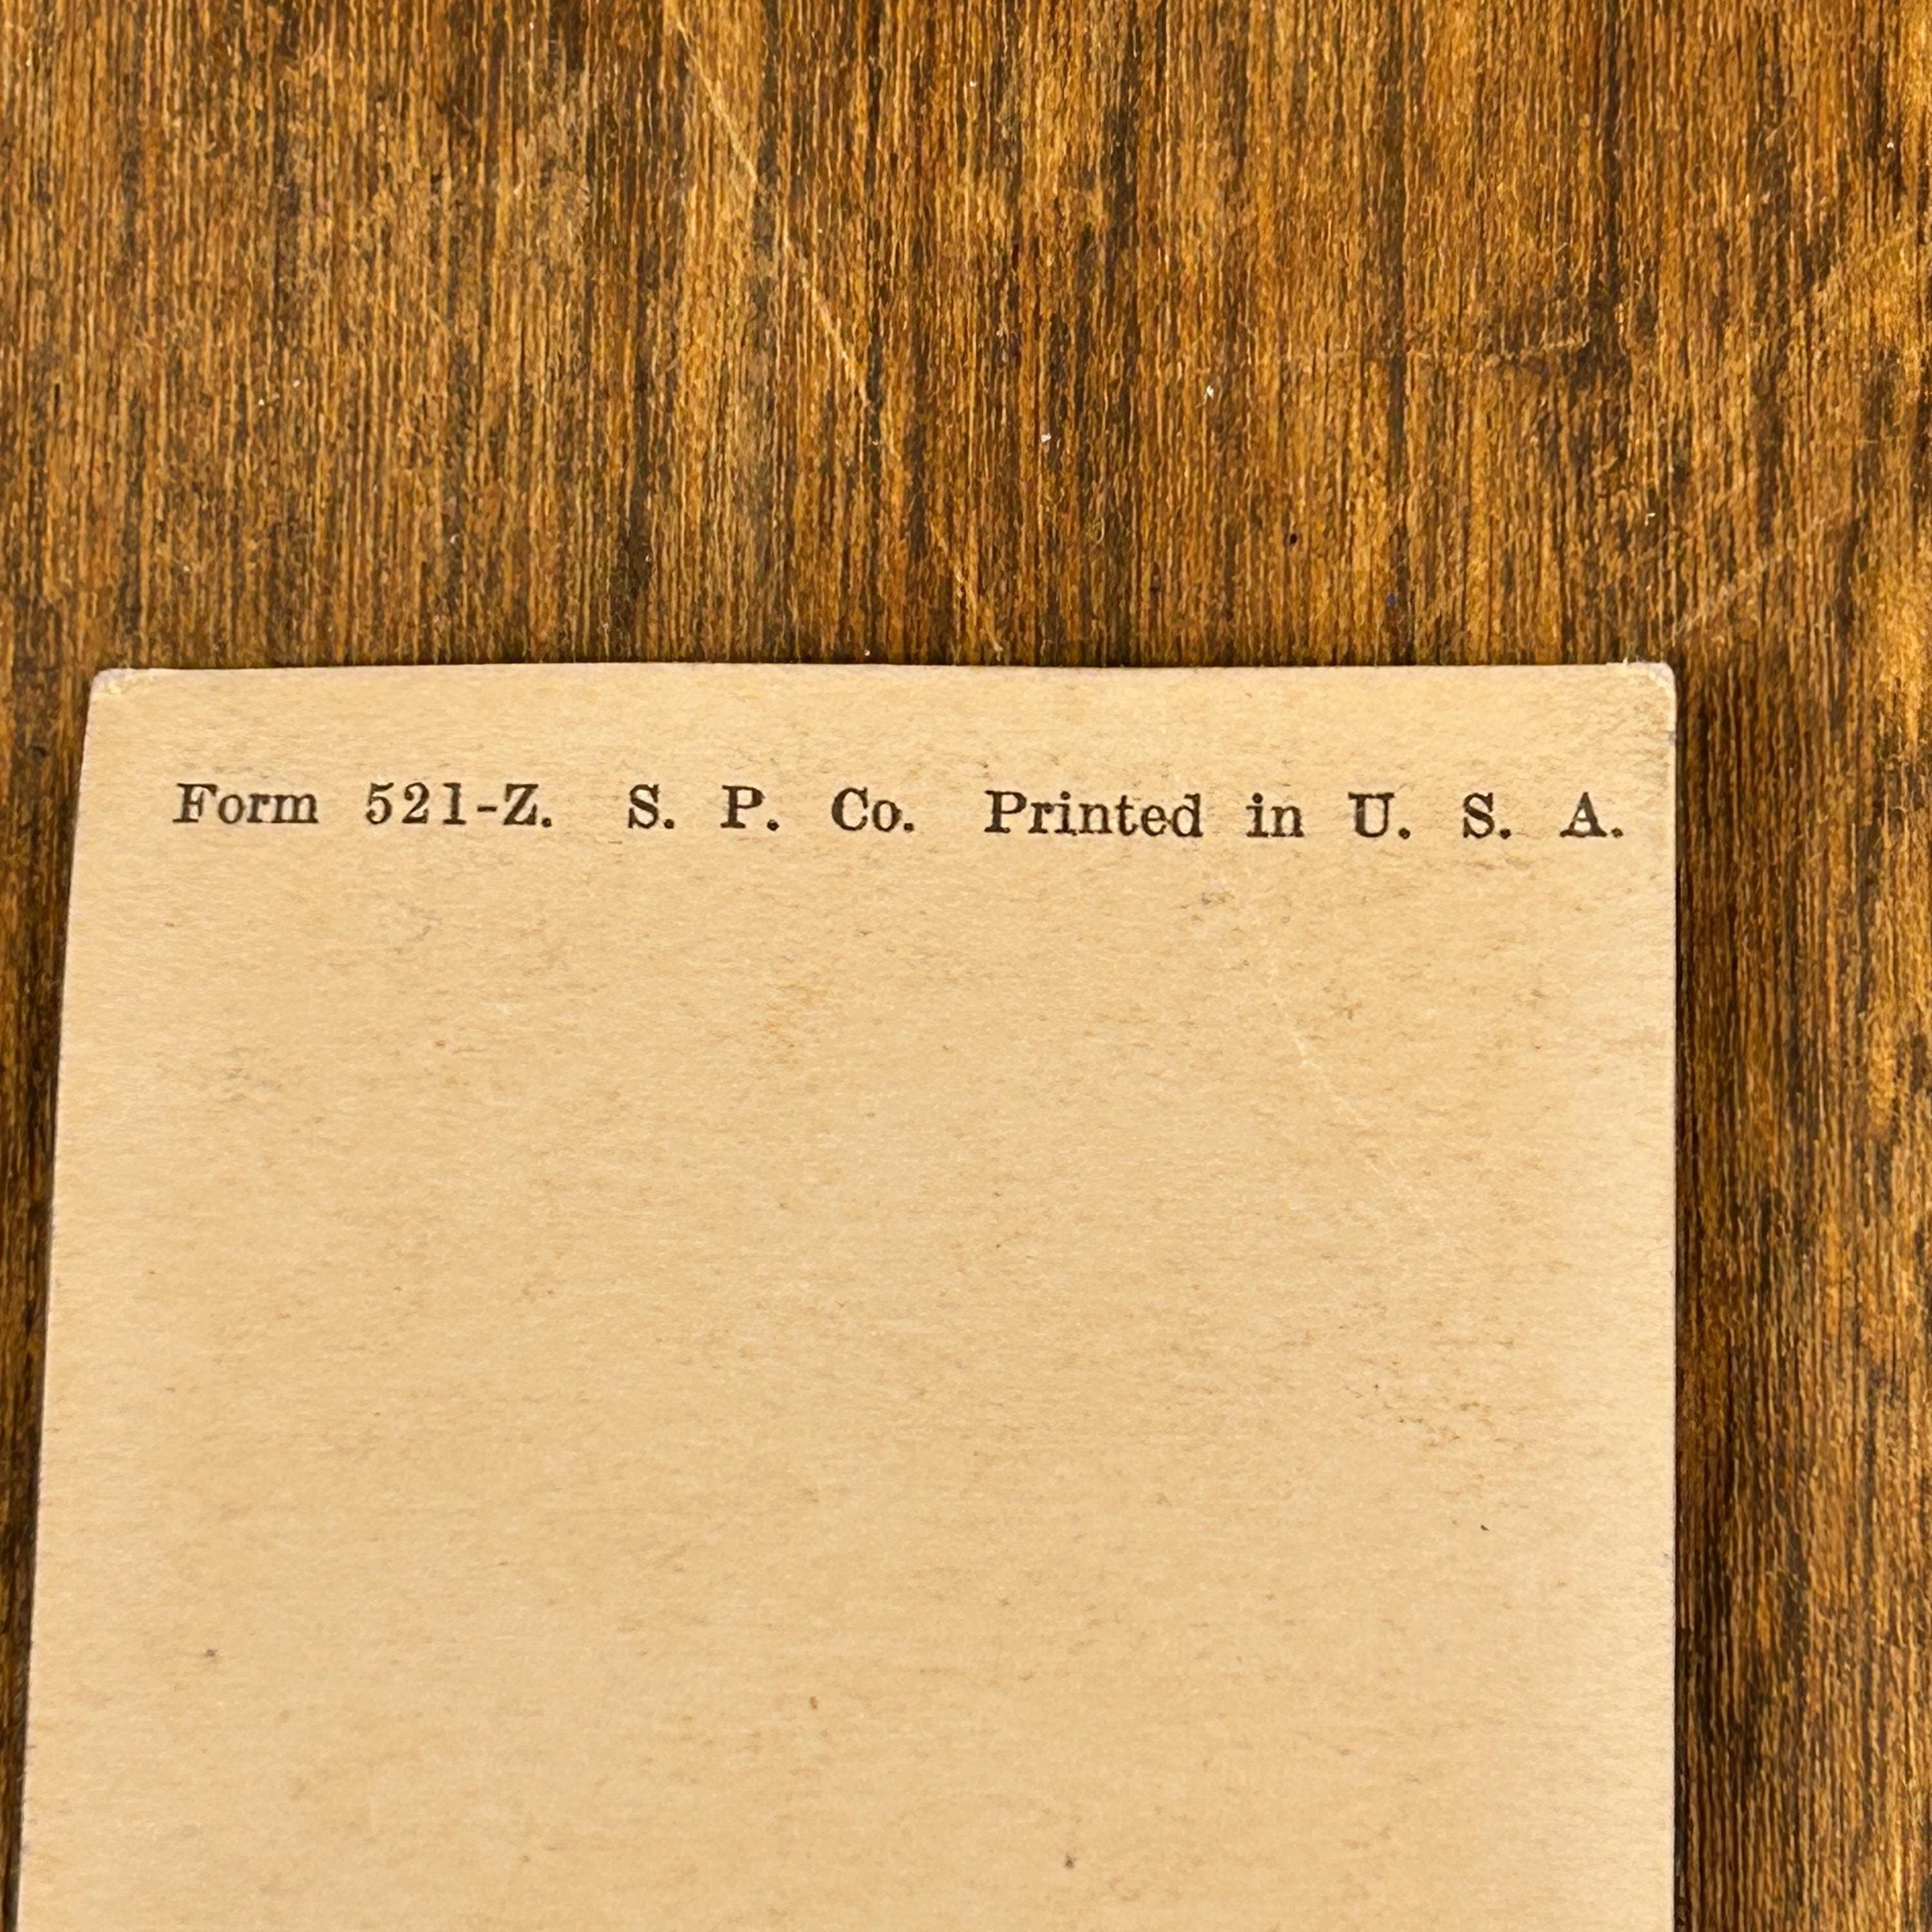 Form 521-Z. S. P. Co. Printed in U. S. A.